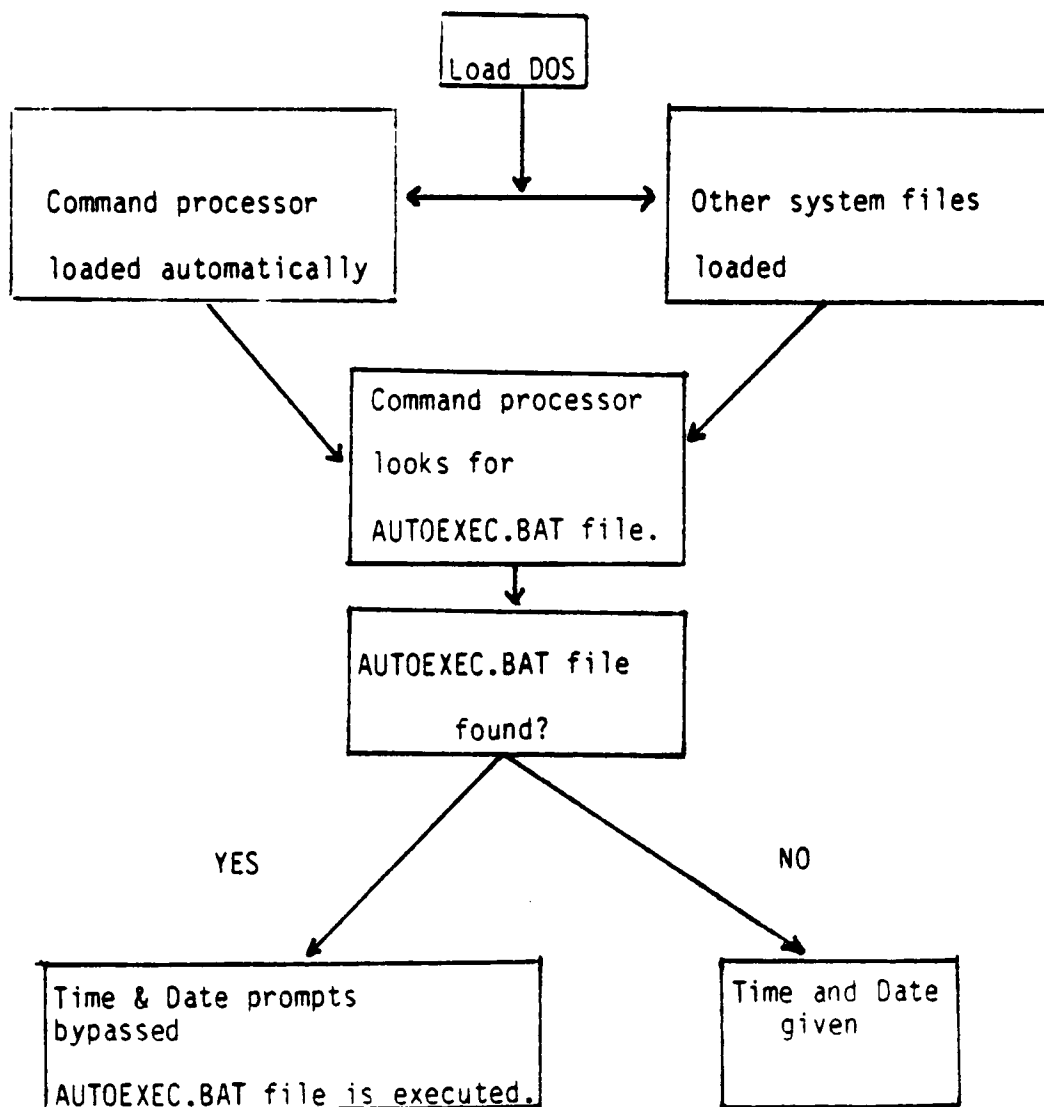 Load DOS
Command processor
loaded automatically
Other system files
loaded
Command processor
looks for
AUTOEXEC.BAT file.
AUTOEXEC.BAT file
found?
YES
NO
Time & Date prompts
bypassed
AUTOEXEC.BAT file is executed.
Time and Date
given